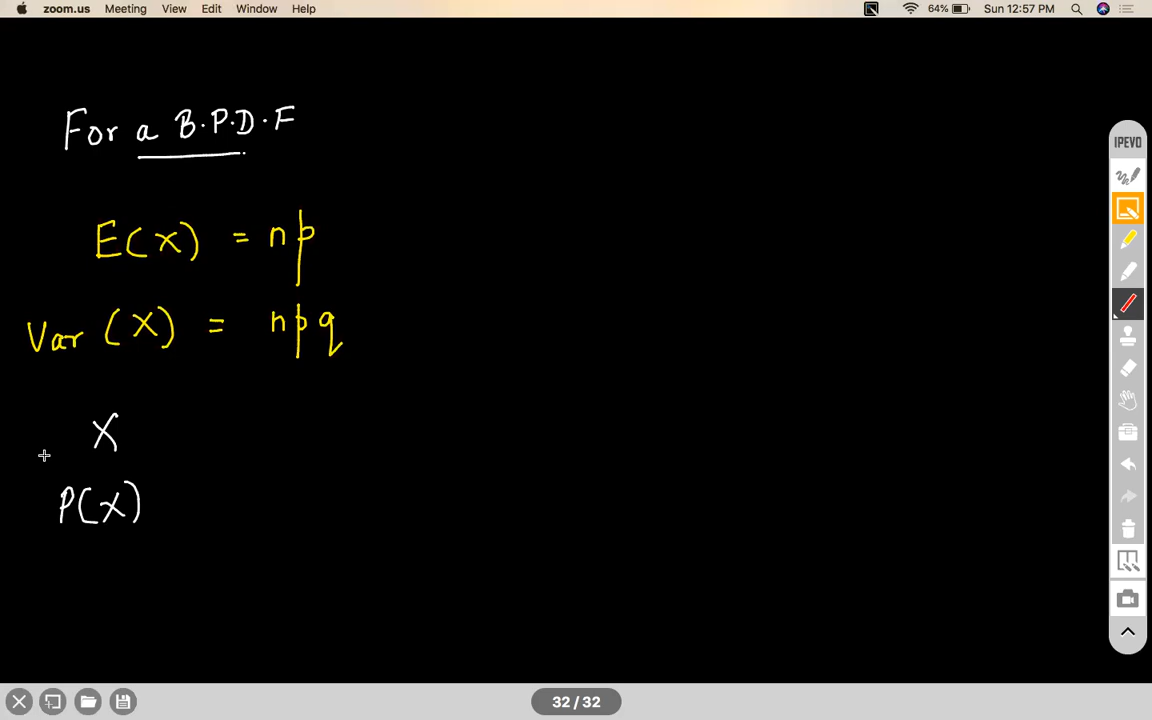 zoom.us Meeting View Edit Window Help 64% Sun 12:57 PM
For a B.P.D.F
IPEVO
E(X) = np
Var (X) = npq
X
P(X)
32 / 32